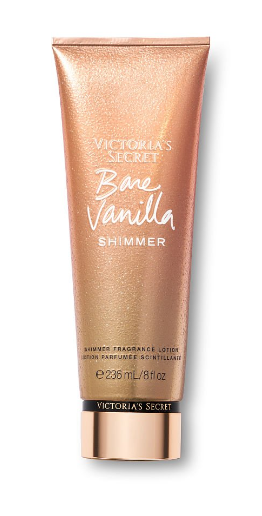 VICTORIA'S
SECRET
Bare
Vanilla
SHIMMER
SHIMMER FRAGRANCE LOTION
LOTION PARFUMÉE SCINTILLANTE
℮236 mL/8 fl oz
VICTORIA'S SECRET